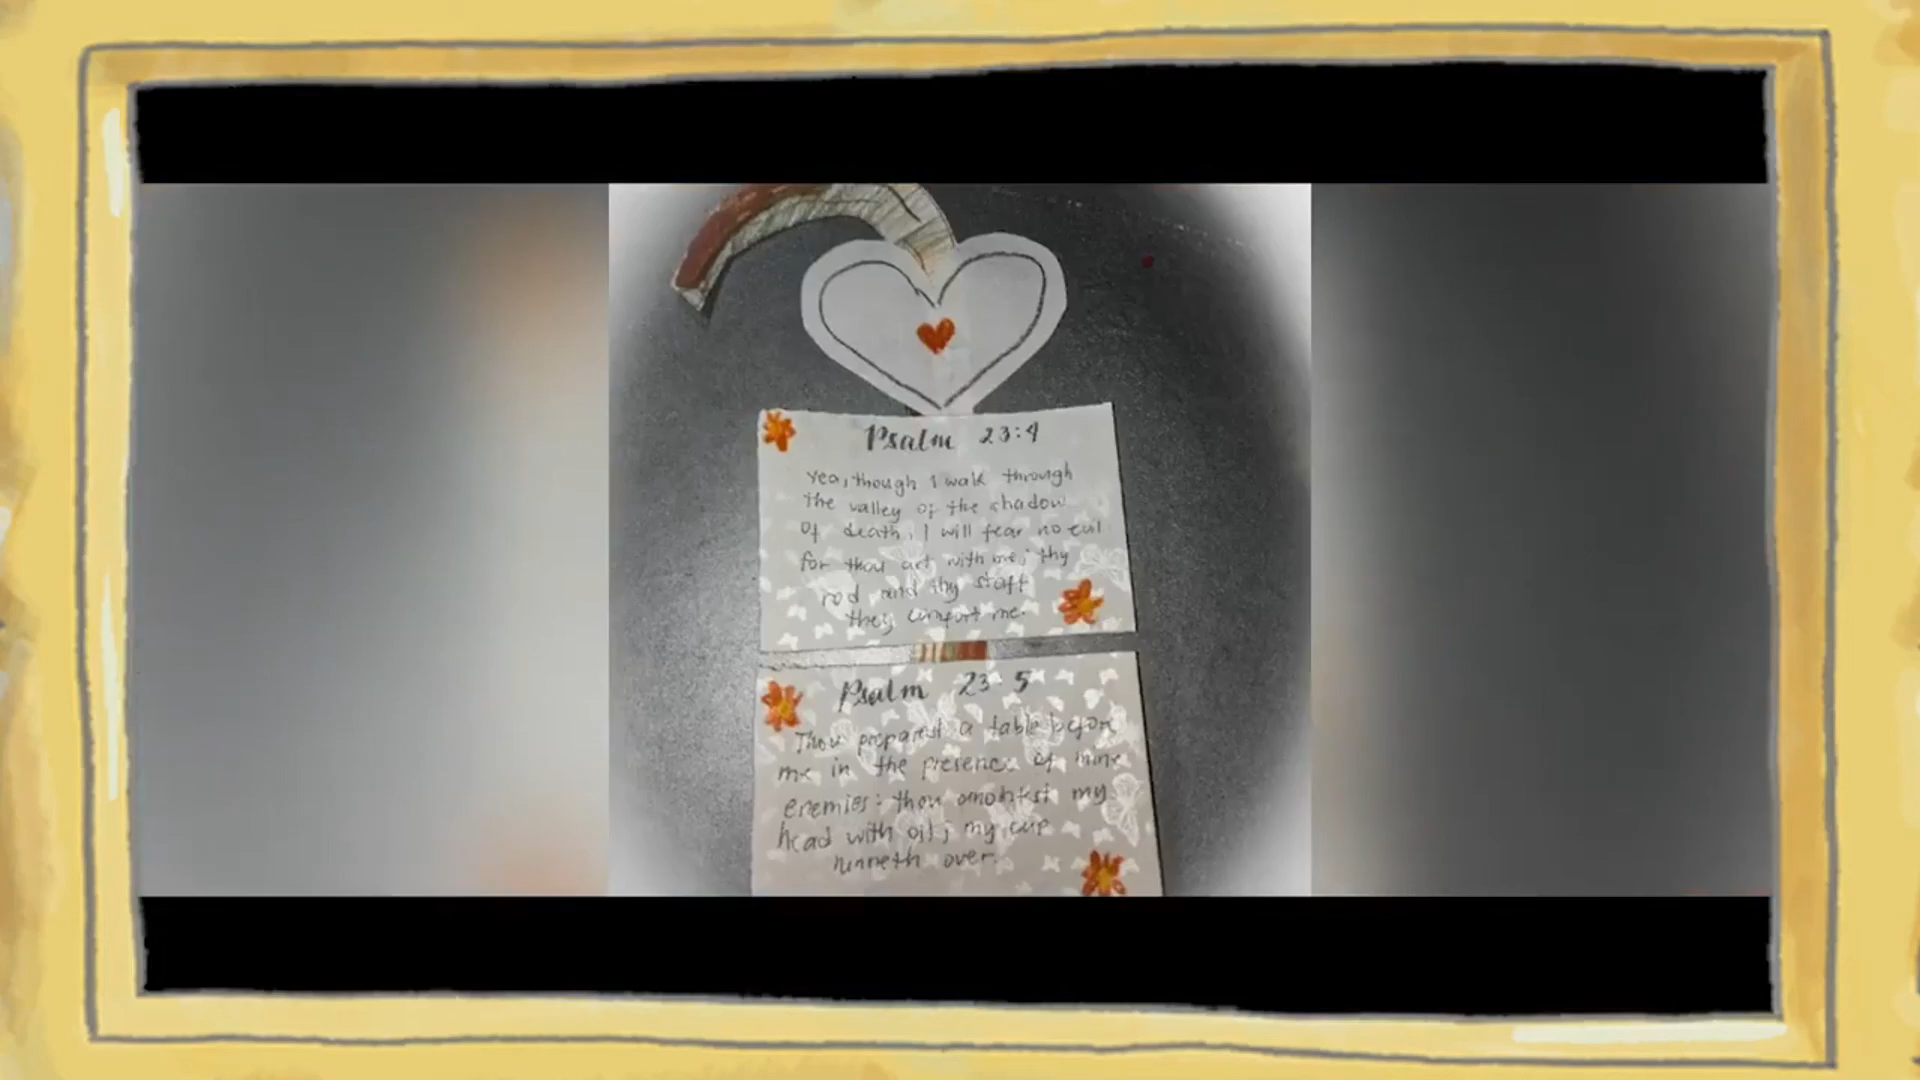 Psalm 23:4
Yea, though I walk through
the valley of the shadow
of death, I will fear no evil
for thou art with me; thy
rod and thy staff
they comfort me.
Psalm 23:5
Thou preparest a table before
me in the presence of mine
enemies: thou my
head with oil; my cup
runneth over.